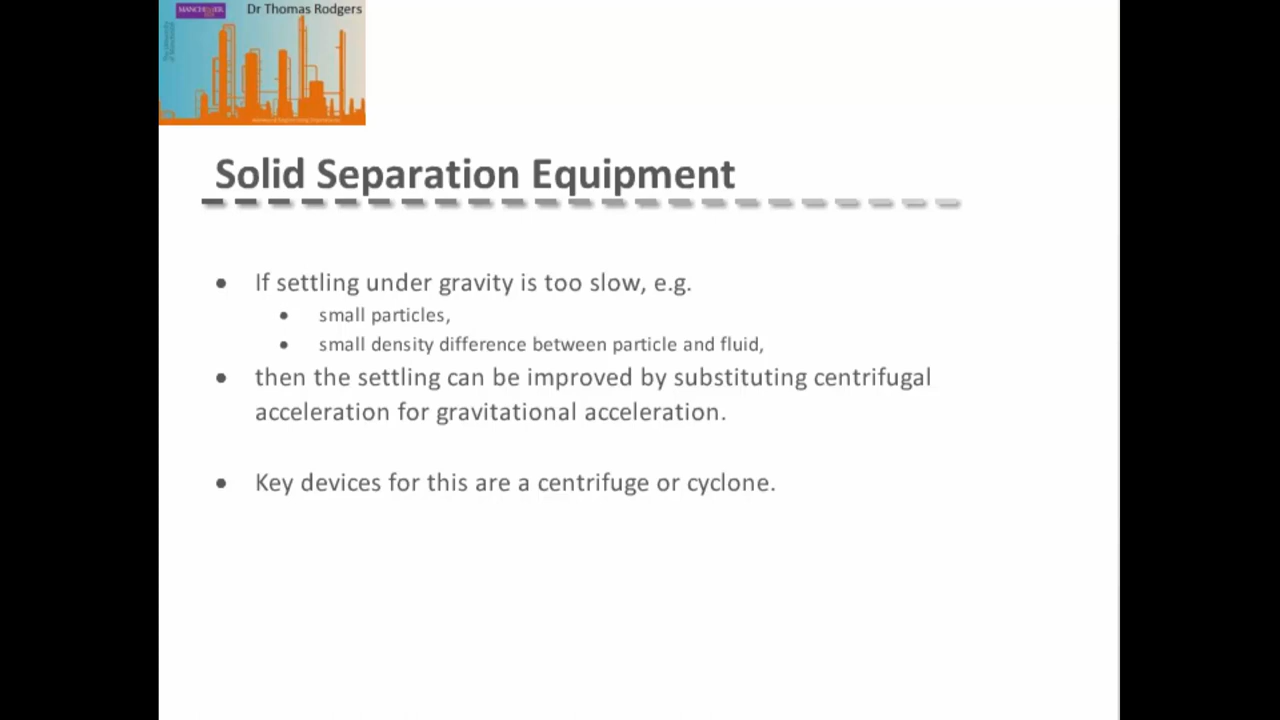 MANCHESTER
Dr Thomas Rodgers
Solid Separation Equipment
• If settling under gravity is too slow, e.g.
• small particles,
• small density difference between particle and fluid,
• then the settling can be improved by substituting centrifugal
acceleration for gravitational acceleration.
• Key devices for this are a centrifuge or cyclone.